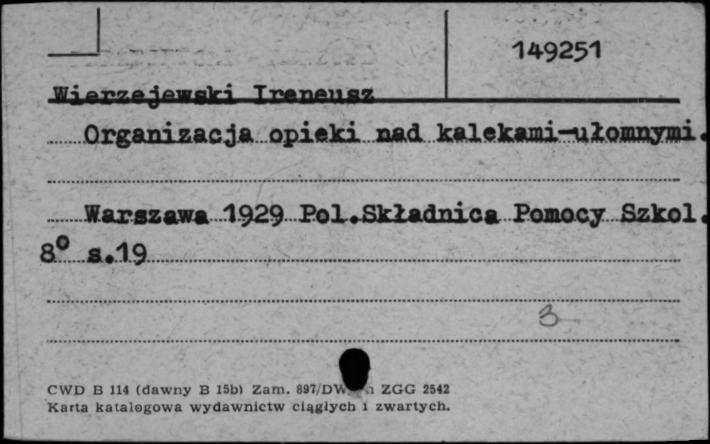 149251
Wierzejewski Ireneusz
Organizacja opieki nad kalekami-ułomnymi.
Warszawa 1929 Pol.Składnica Pomocy Szkol.
8° s.19
3
CWD B 114 (dawny B 15b) Zam. 897/DW ZGG 2542
Karta katalogowa wydawnictw ciągłych i zwartych.